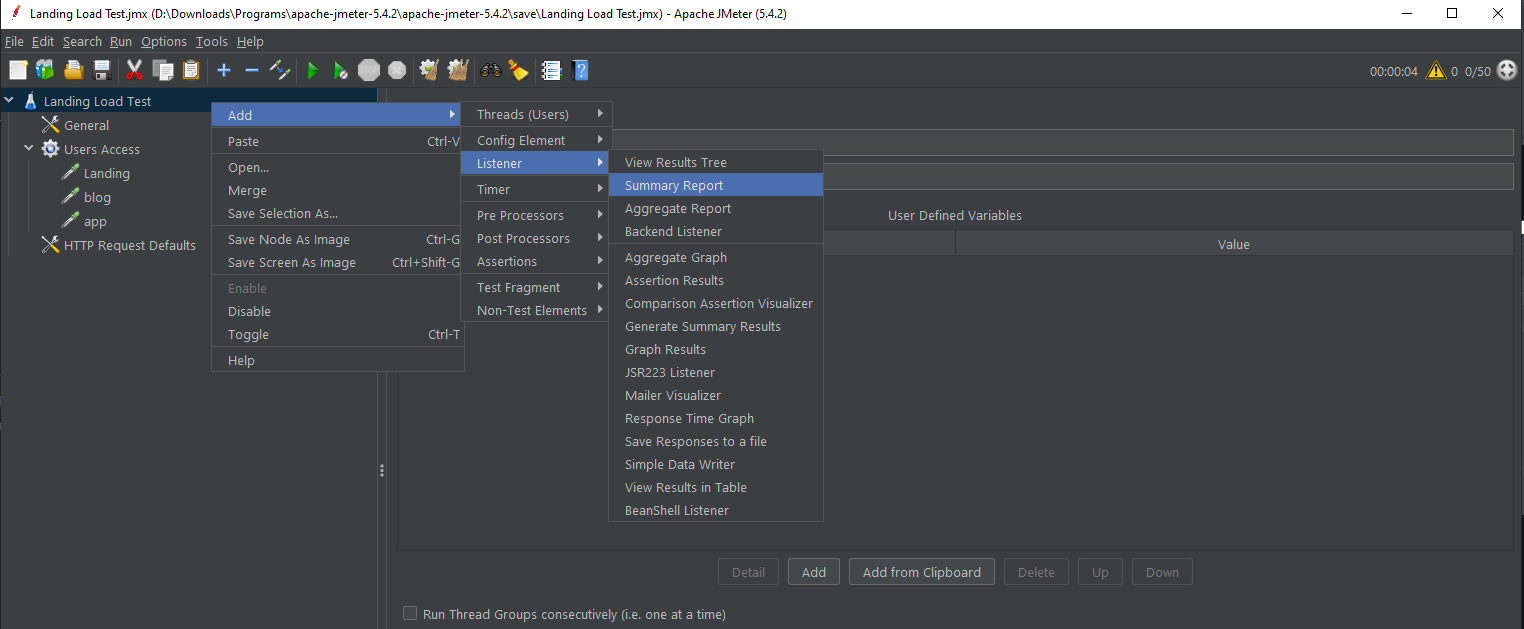 Landing Load Test.jmx (D:\Downloads\Programs\apache-jmeter-5.4.2\apache-jmeter-5.4.2\save\Landing Load Test.jmx) - Apache JMeter (5.4.2)
File Edit Search Run Options Tools Help
00:00:04 0 0/50
Landing Load Test
General
Users Access
Landing
blog
app
HTTP Request Defaults
Add
Paste Ctrl-V
Open...
Merge
Save Selection As...
Save Node As Image Ctrl-G
Save Screen As Image Ctrl+Shift-G
Enable
Disable
Toggle Ctrl-T
Help
Threads (Users)
Config Element
Listener
Timer
Pre Processors
Post Processors
Assertions
Test Fragment
Non-Test Elements
View Results Tree
Summary Report
Aggregate Report
Backend Listener
Aggregate Graph
Assertion Results
Comparison Assertion Visualizer
Generate Summary Results
Graph Results
JSR223 Listener
Mailer Visualizer
Response Time Graph
Save Responses to a file
Simple Data Writer
View Results in Table
BeanShell Listener
User Defined Variables
Value
Detail Add Add from Clipboard Delete Up Down
Run Thread Groups consecutively (i.e. one at a time)